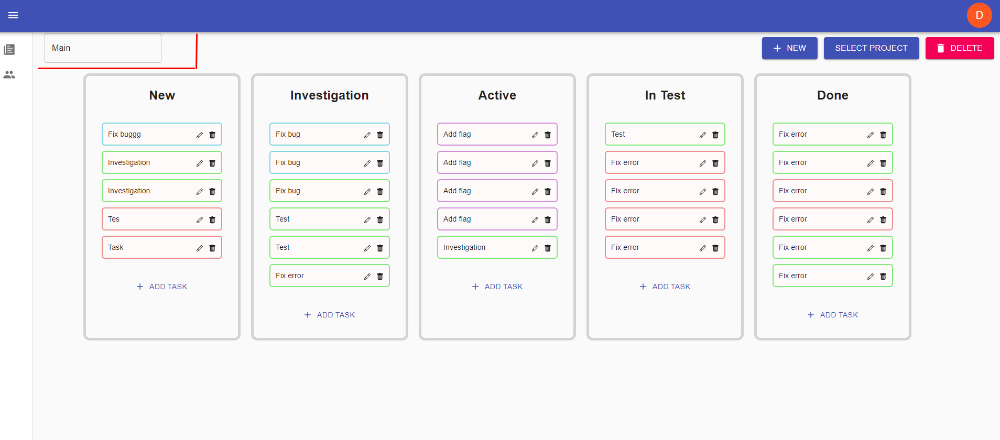 D
Main
NEW
SELECT PROJECT
DELETE
New
Fix buggg
Investigation
Investigation
Tes
Task
ADD TASK
Investigation
Fix bug
Fix bug
Fix bug
Test
Test
Fix error
ADD TASK
Active
Add flag
Add flag
Add flag
Add flag
Investigation
ADD TASK
In Test
Test
Fix error
Fix error
Fix error
Fix error
ADD TASK
Done
Fix error
Fix error
Fix error
Fix error
Fix error
Fix error
ADD TASK